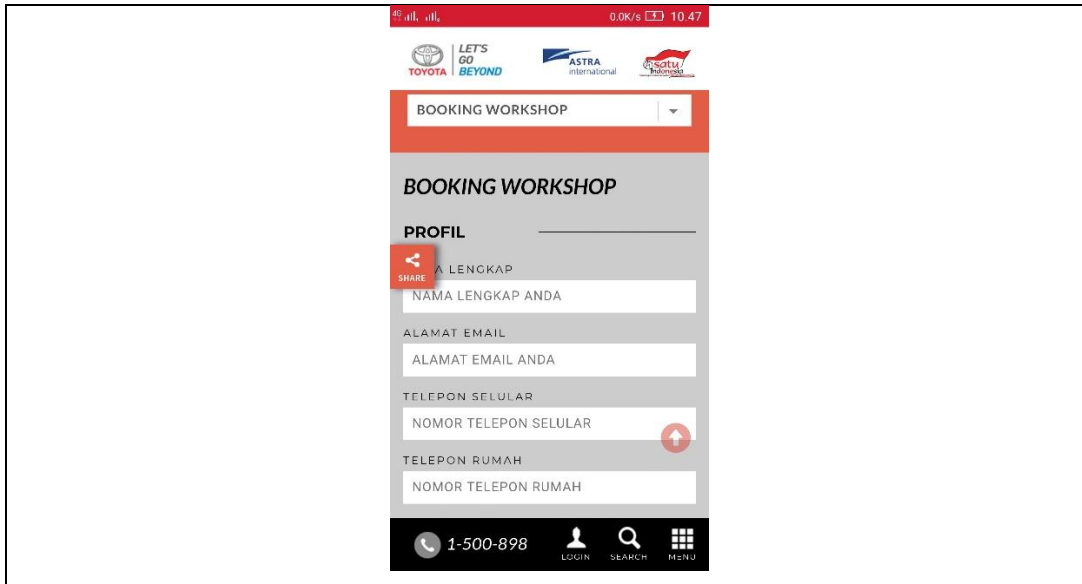 4G 0.0K/s 10.47
TOYOTA LET'S GO BEYOND
ASTRA international
satu Indonesia
BOOKING WORKSHOP
BOOKING WORKSHOP
PROFIL
SHARE
A LENGKAP
NAMA LENGKAP ANDA
ALAMAT EMAIL
ALAMAT EMAIL ANDA
TELEPON SELULAR
NOMOR TELEPON SELULAR
TELEPON RUMAH
NOMOR TELEPON RUMAH
1-500-898 LOGIN SEARCH MENU